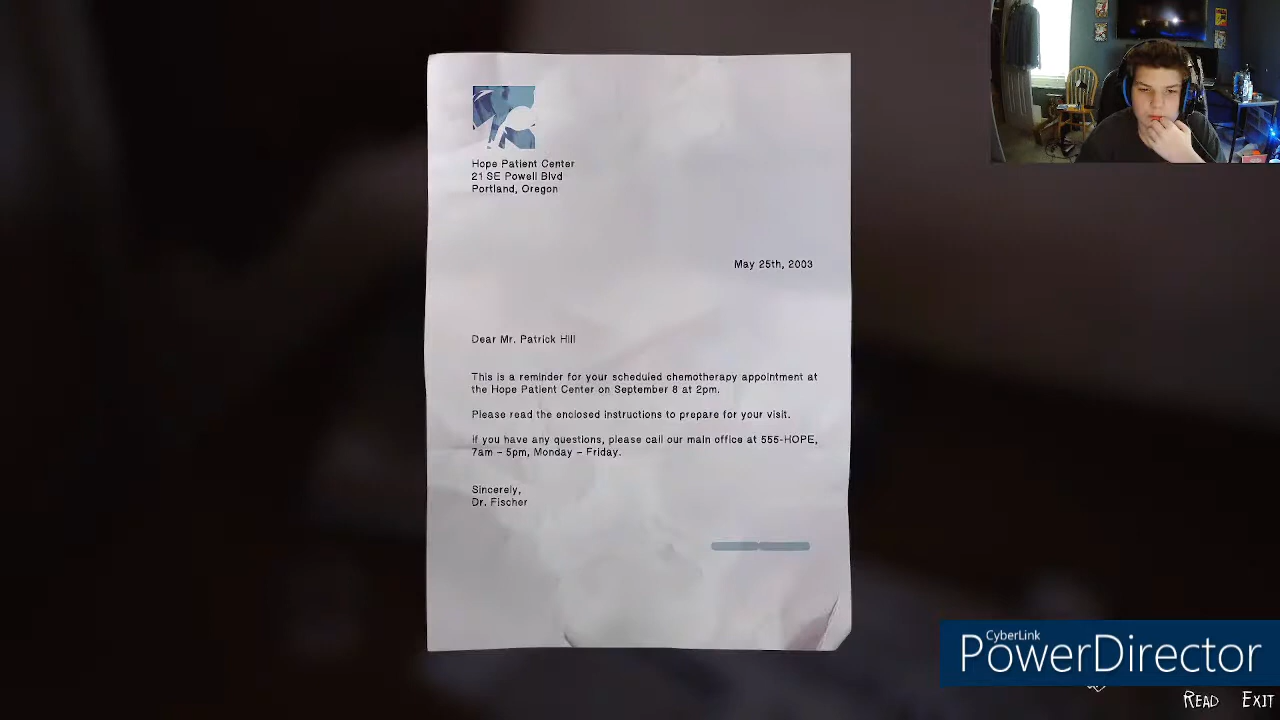 Hope Patient Center
21 SE Powell Blvd
Portland, Oregon
May 25th, 2003
Dear Mr. Patrick Hill
This is a reminder for your scheduled chemotherapy appointment at
the Hope Patient Center on September 8 at 2pm.
Please read the enclosed instructions to prepare for your visit.
If you have any questions, please call our main office at 555-HOPE,
7am – 5pm, Monday – Friday.
Sincerely,
Dr. Fischer
CyberLink
PowerDirector
READ EXIT